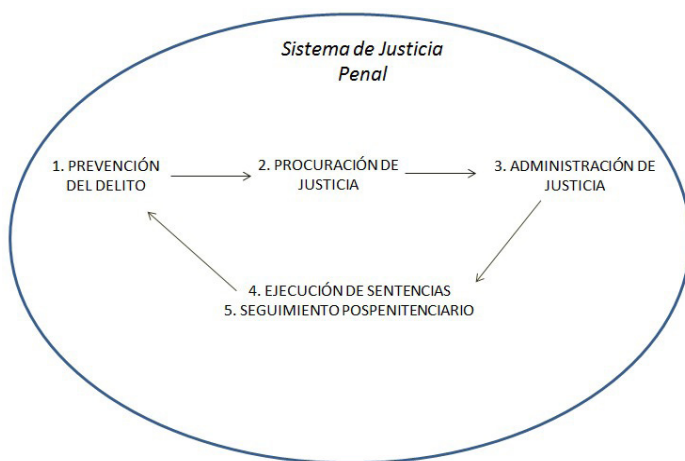 Sistema de Justicia
Penal
1. PREVENCIÓN
DEL DELITO
2. PROCURACIÓN DE
JUSTICIA
3. ADMINISTRACIÓN DE
JUSTICIA
4. EJECUCIÓN DE SENTENCIAS
5. SEGUIMIENTO POSPENITENCIARIO